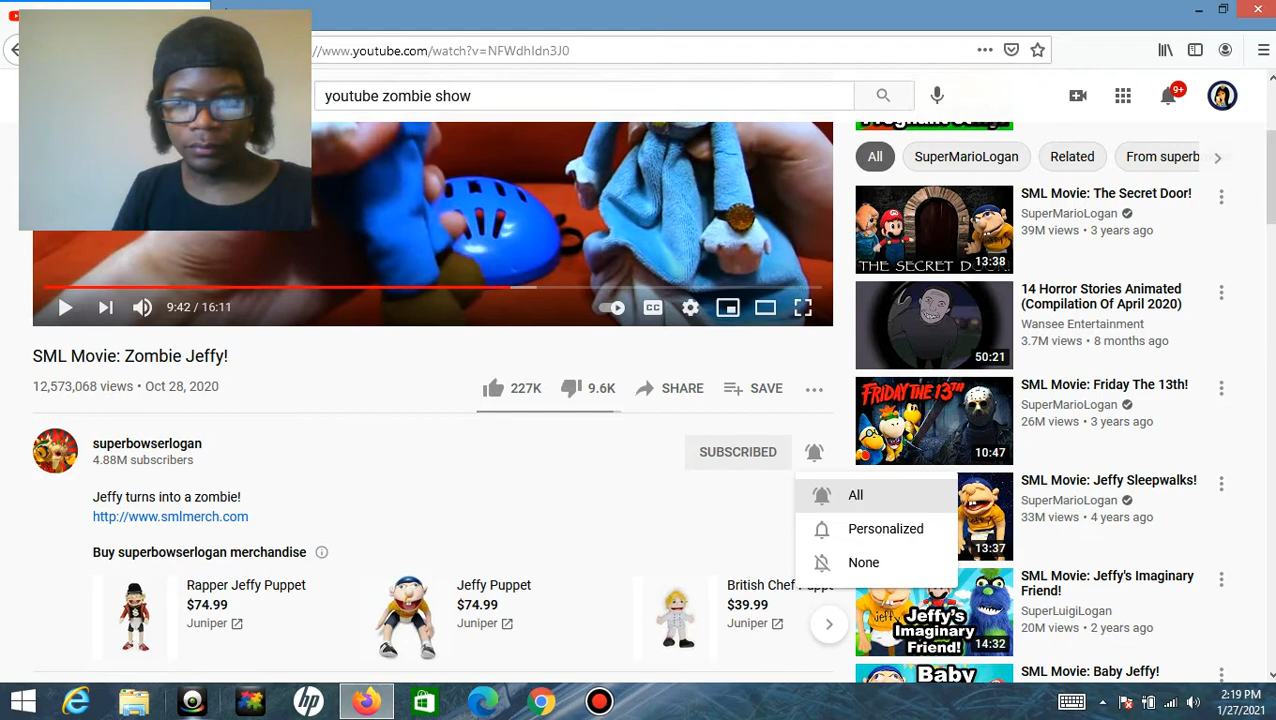 //www.youtube.com/watch?v=NFWdhIdn3J0
youtube zombie show
9+
All
SuperMarioLogan
Related
From superb
9:42 / 16:11
CC
SML Movie: Zombie Jeffy!
12,573,068 views • Oct 28, 2020
227K
9.6K
SHARE
SAVE
superbowserlogan
4.88M subscribers
SUBSCRIBED
All
Personalized
None
Jeffy turns into a zombie!
http://www.smlmerch.com
Buy superbowserlogan merchandise
Rapper Jeffy Puppet
$74.99
Juniper
Jeffy Puppet
$74.99
Juniper
British Chef Puppe
$39.99
Juniper
THE SECRET DOOR!
13:38
SML Movie: The Secret Door!
SuperMarioLogan
39M views • 3 years ago
50:21
14 Horror Stories Animated
(Compilation Of April 2020)
Wansee Entertainment
3.7M views • 8 months ago
FRIDAY THE 13TH
10:47
SML Movie: Friday The 13th!
SuperMarioLogan
26M views • 3 years ago
13:37
SML Movie: Jeffy Sleepwalks!
SuperMarioLogan
33M views • 4 years ago
Jeffy's
Imaginary
Friend!
14:32
SML Movie: Jeffy's Imaginary
Friend!
SuperLuigiLogan
20M views • 2 years ago
Baby
SML Movie: Baby Jeffy!
hp
2:19 PM
1/27/2021